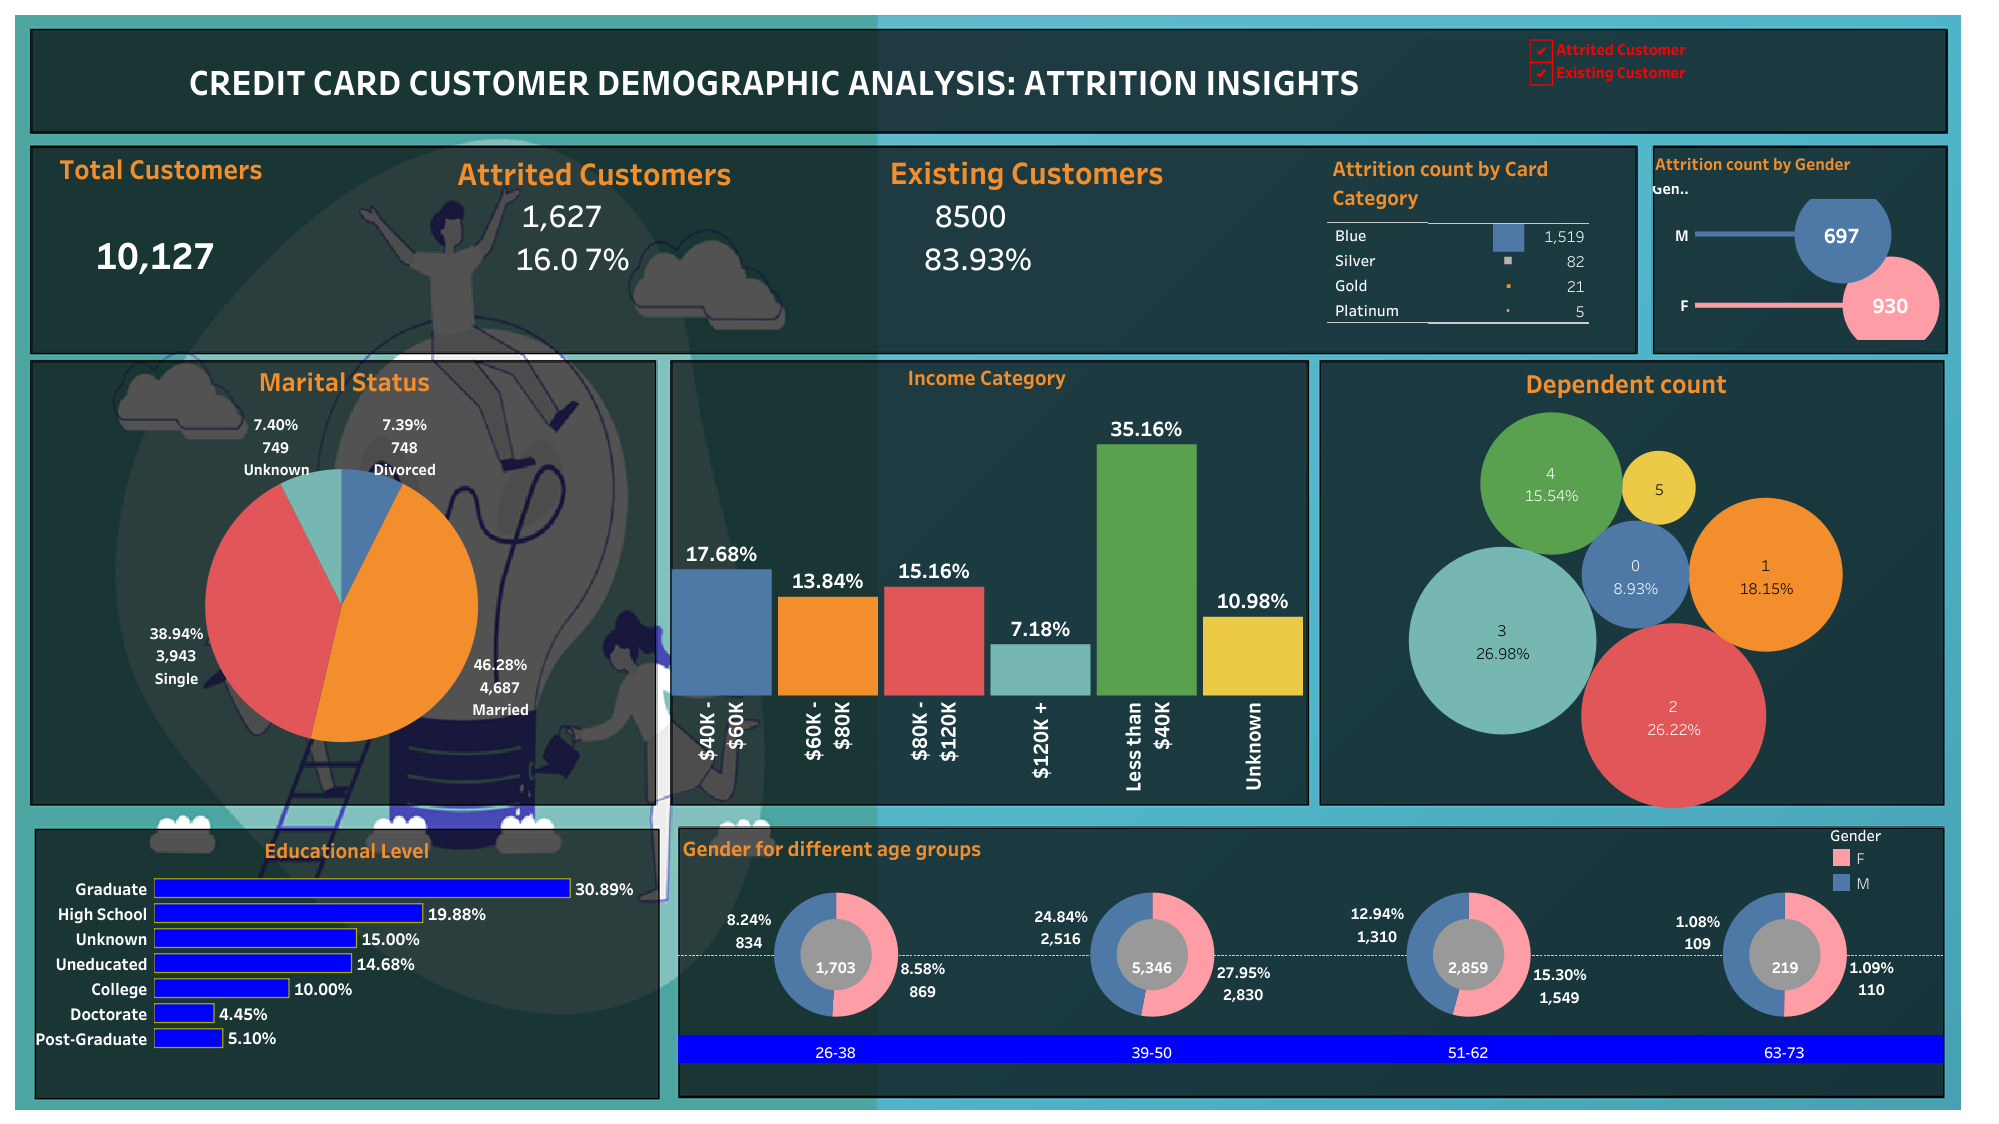 CREDIT CARD CUSTOMER DEMOGRAPHIC ANALYSIS: ATTRITION INSIGHTS
Attrited Customer
Existing Customer
Total Customers
10,127
Attrited Customers
1,627
16.0 7%
Existing Customers
8500
83.93%
Attrition count by Card
Category
Blue 1,519
Silver 82
Gold 21
Platinum 5
Attrition count by Gender
Gen..
M 697
F 930
Marital Status
7.40%
749
Unknown
7.39%
748
Divorced
38.94%
3,943
Single
46.28%
4,687
Married
Income Category
17.68%
13.84%
15.16%
7.18%
35.16%
10.98%
$40K -
$60K
$60K -
$80K
$80K -
$120K
$120K +
Less than
$40K
Unknown
Dependent count
4
15.54%
5
0
8.93%
1
18.15%
3
26.98%
2
26.22%
Educational Level
Graduate 30.89%
High School 19.88%
Unknown 15.00%
Uneducated 14.68%
College 10.00%
Doctorate 4.45%
Post-Graduate 5.10%
Gender for different age groups
Gender
F
M
8.24%
834
1,703
8.58%
869
24.84%
2,516
5,346
27.95%
2,830
12.94%
1,310
2,859
15.30%
1,549
1.08%
109
219
1.09%
110
26-38
39-50
51-62
63-73